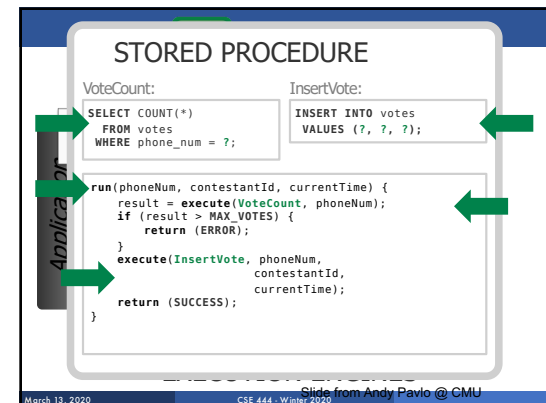 STORED PROCEDURE
VoteCount:
SELECT COUNT(*)
FROM votes
WHERE phone_num = ?;
InsertVote:
INSERT INTO votes
VALUES (?, ?, ?);
Application
run(phoneNum, contestantId, currentTime) {
result = execute(VoteCount, phoneNum);
if (result > MAX_VOTES) {
return (ERROR);
}
execute(InsertVote, phoneNum,
contestantId,
currentTime);
return (SUCCESS);
}
EXECUTION ENGINES
Slide from Andy Pavlo @ CMU
March 13, 2020
CSE 444 - Winter 2020